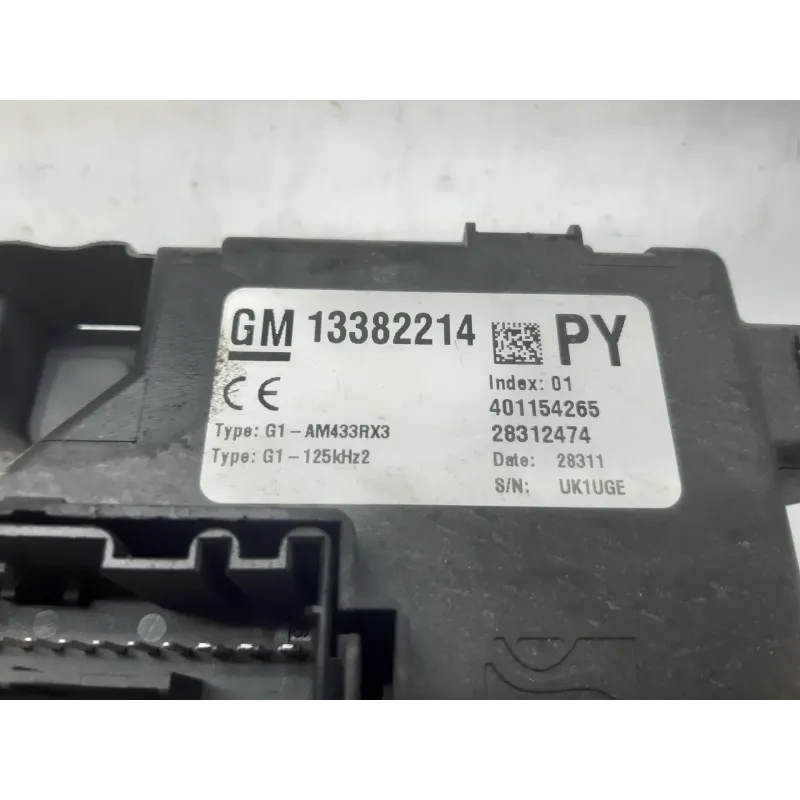 GM 13382214 PY
CE
Index: 01
401154265
Type: G1-AM433RX3
28312474
Type: G1-125kHz2
Date: 28311
S/N: UK1UGE